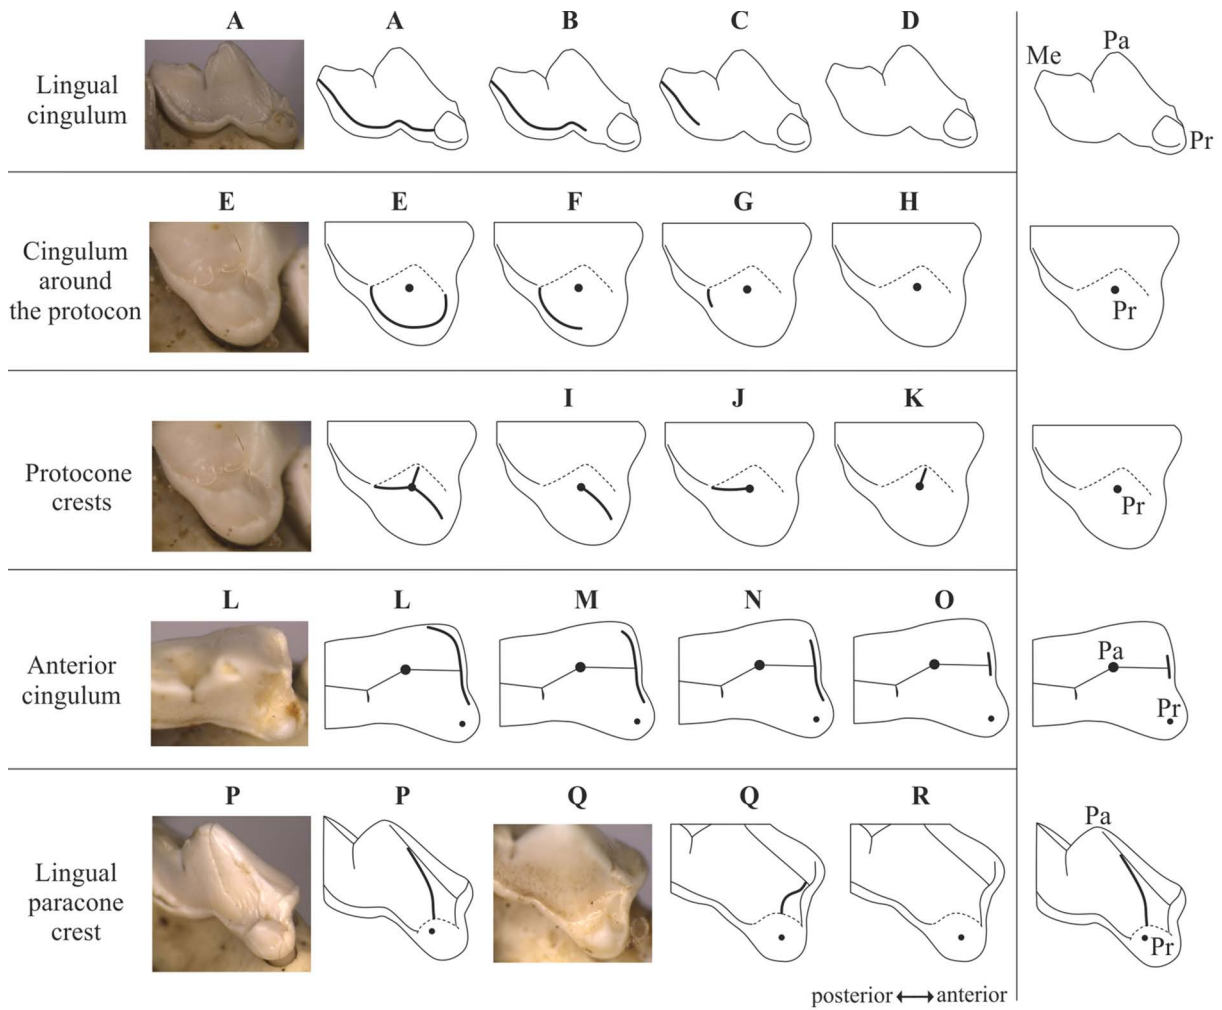 A A B C D
Lingual
cingulum
Me
Pa
Pr
E E F G H
Cingulum
around
the protocon
Pr
I J K
Protocone
crests
Pr
L L M N O
Anterior
cingulum
Pa
Pr
P P Q Q R
Lingual
paracone
crest
Pa
Pr
posterior anterior